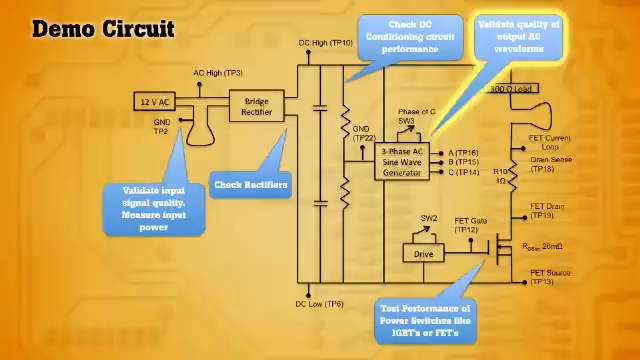 Demo Circuit
Check DC
Conditioning circuit
performance
Validate quality of
output AC
waveforms
DC High (TP10)
AC High (TP3)
12 V AC
Bridge
Rectifier
GND
TP2
300 Ω Load
Phase of C
SW3
GND
(TP22)
3-Phase AC
Sine Wave
Generator
A (TP16)
B (TP15)
C (TP14)
FET Current
Loop
Drain Sense
(TP18)
R10
1Ω
Validate input
signal quality.
Measure input
power
Check Rectifiers
FET Drain
(TP19)
SW2
FET Gate
(TP12)
Drive
26mΩ
FET Source
(TP13)
DC Low (TP6)
Test Performance of
Power Switches like
IGBT's or FET's